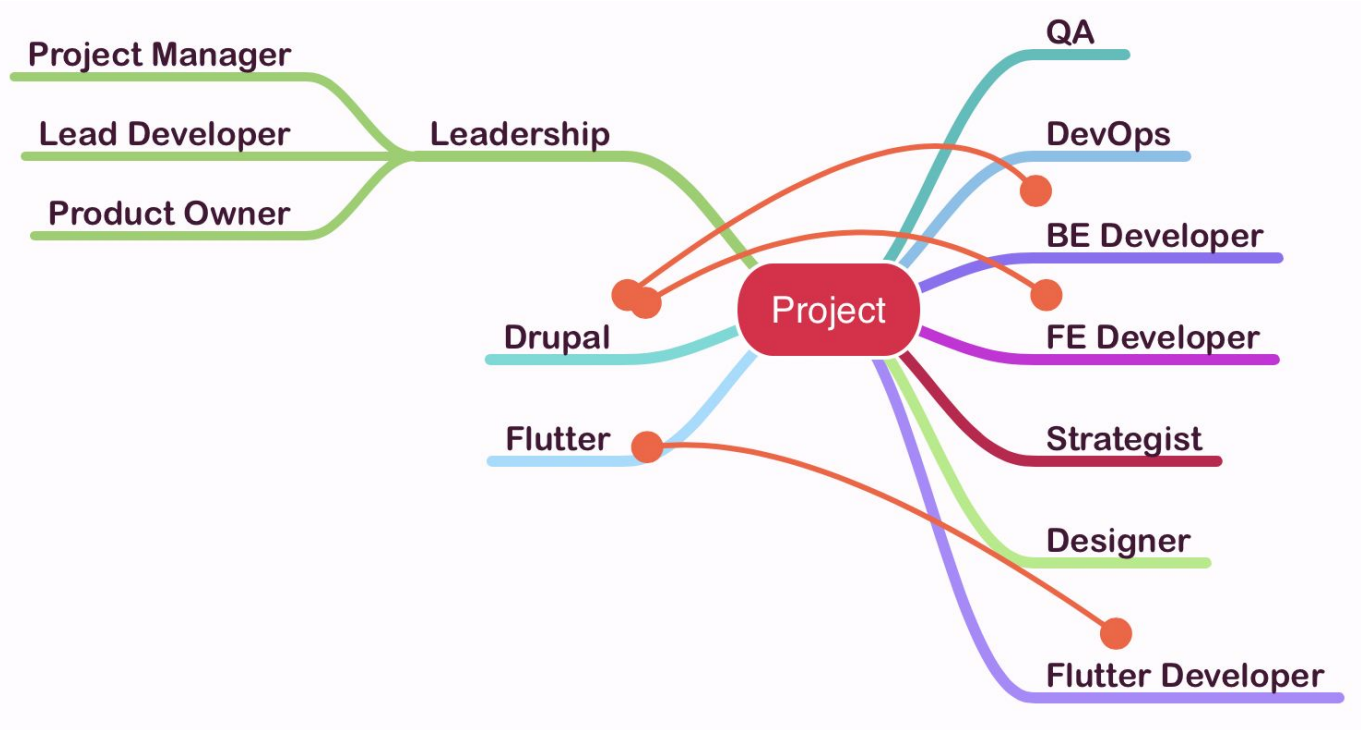 Project Manager
Lead Developer
Product Owner
Leadership
Drupal
Flutter
Project
QA
DevOps
BE Developer
FE Developer
Strategist
Designer
Flutter Developer